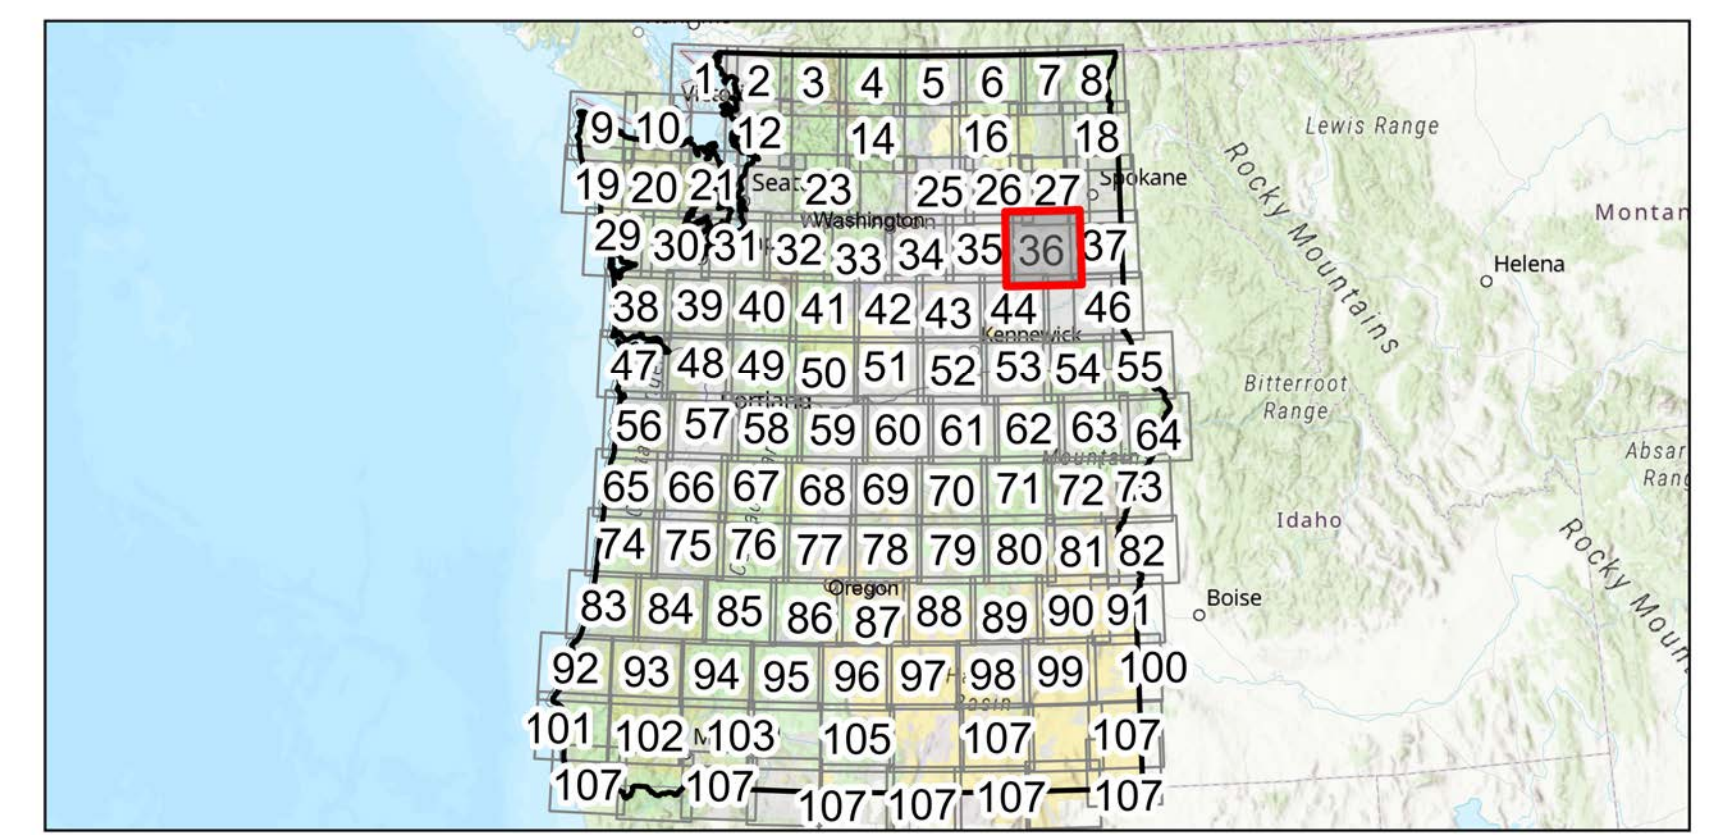 1 2 3 4 5 6 7 8
Lewis Range
9 10 12 14 16 18
19 20 21 Seat 23 25 26 27 Spokane
Rocky Mountains
Washington
Montan
29 30 31 32 33 34 35 36 37
Helena
38 39 40 41 42 43 44 46
Kennewick
47 48 49 50 51 52 53 54 55
Bitterroot
Range
Portland
56 57 58 59 60 61 62 63 64
Mountain
Absar
Rang
65 66 67 68 69 70 71 72 73
Idaho
Rocky Moun
74 75 76 77 78 79 80 81 82
Oregon
Boise
83 84 85 86 87 88 89 90 91
92 93 94 95 96 97 98 99 100
Basin
101 102 M 103 105 107 107
107 107 107 107 107 107